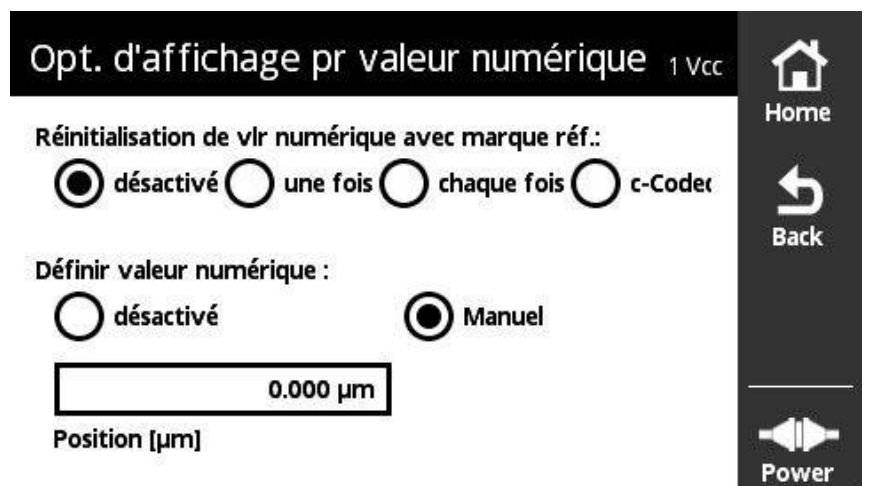 Opt. d'affichage pr valeur numérique 1 Vcc
Home
Réinitialisation de vlr numérique avec marque réf.:
désactivé une fois chaque fois c-Codec
Back
Définir valeur numérique :
désactivé Manuel
0.000 µm
Position [µm]
Power